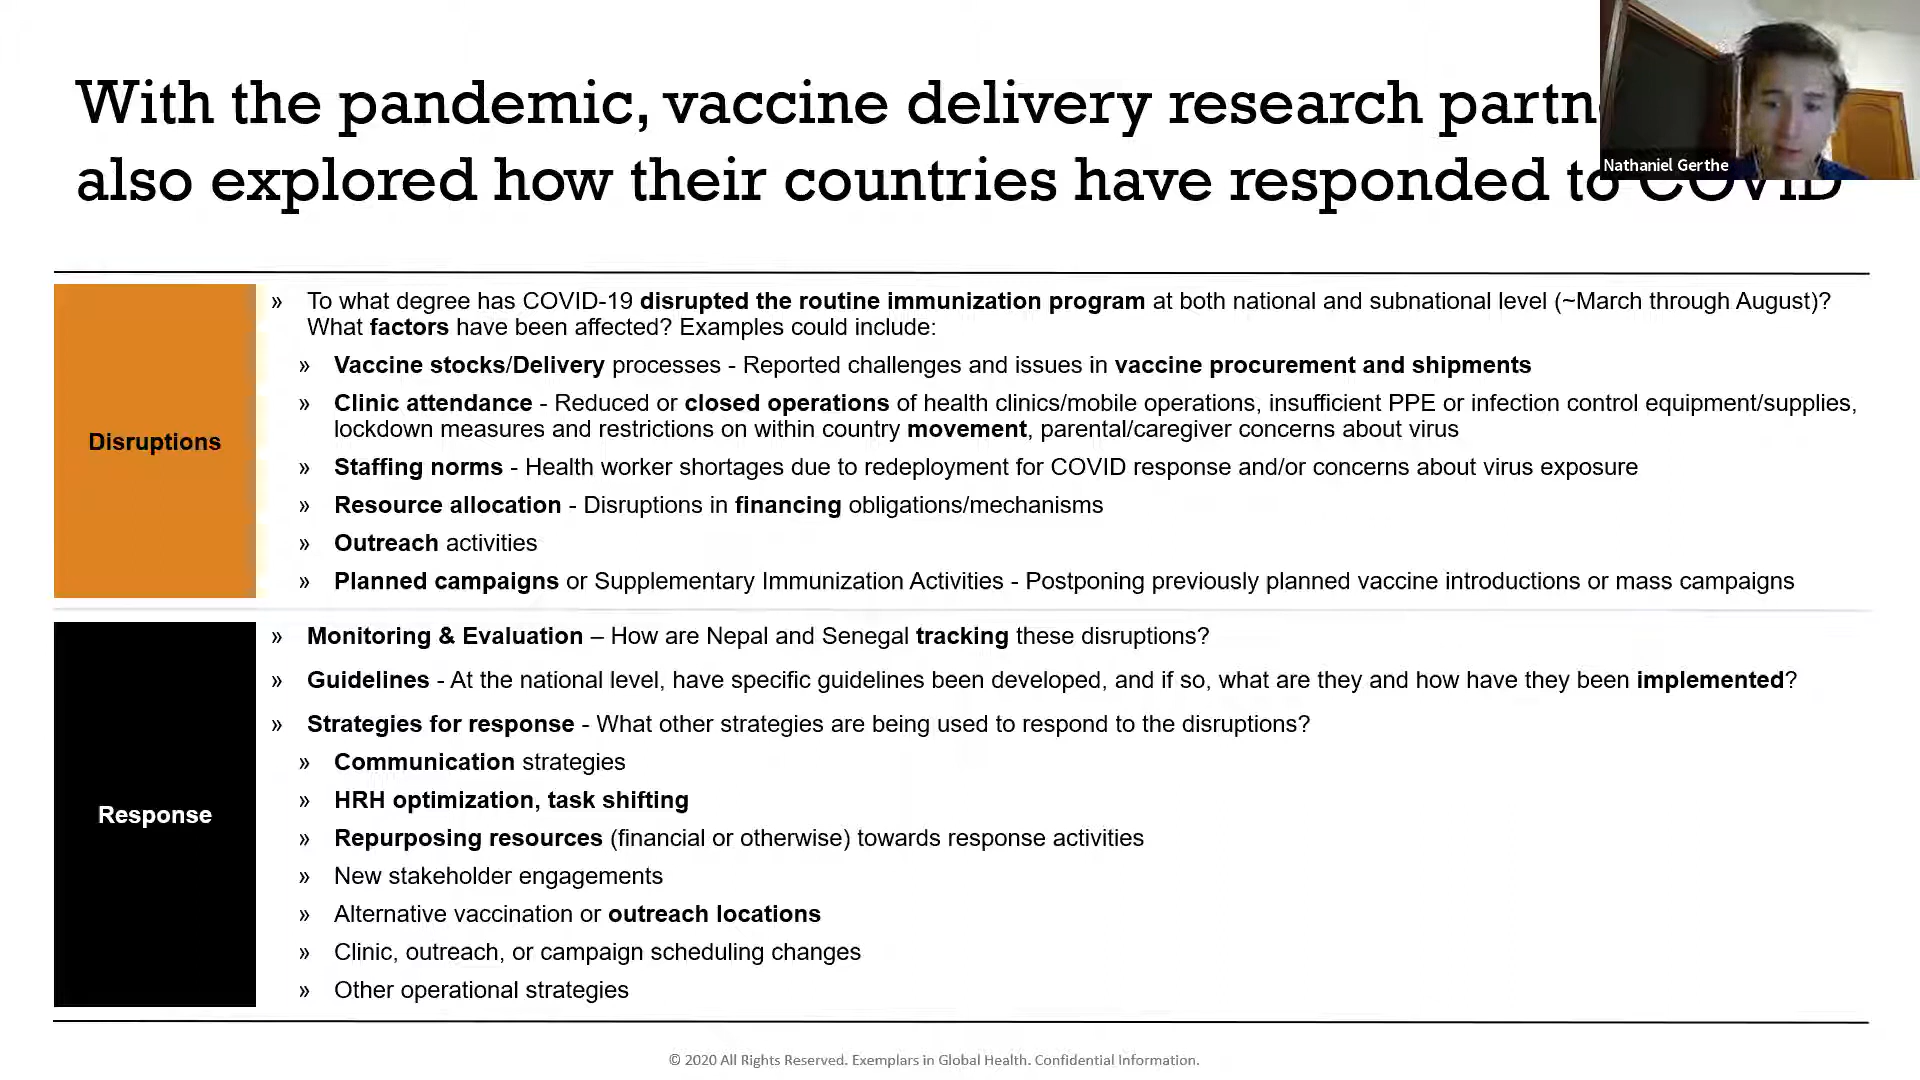 With the pandemic, vaccine delivery research
also explored how their countries have responded to COVID
Nathaniel Gerthe
Disruptions
» To what degree has COVID-19 disrupted the routine immunization program at both national and subnational level (~March through August)?
What factors have been affected? Examples could include:
» Vaccine stocks/Delivery processes - Reported challenges and issues in vaccine procurement and shipments
» Clinic attendance - Reduced or closed operations of health clinics/mobile operations, insufficient PPE or infection control equipment/supplies,
lockdown measures and restrictions on within country movement, parental/caregiver concerns about virus
» Staffing norms - Health worker shortages due to redeployment for COVID response and/or concerns about virus exposure
» Resource allocation - Disruptions in financing obligations/mechanisms
» Outreach activities
» Planned campaigns or Supplementary Immunization Activities - Postponing previously planned vaccine introductions or mass campaigns
Response
» Monitoring & Evaluation – How are Nepal and Senegal tracking these disruptions?
» Guidelines - At the national level, have specific guidelines been developed, and if so, what are they and how have they been implemented?
» Strategies for response - What other strategies are being used to respond to the disruptions?
» Communication strategies
» HRH optimization, task shifting
» Repurposing resources (financial or otherwise) towards response activities
» New stakeholder engagements
» Alternative vaccination or outreach locations
» Clinic, outreach, or campaign scheduling changes
» Other operational strategies
© 2020 All Rights Reserved. Exemplars in Global Health. Confidential Information.